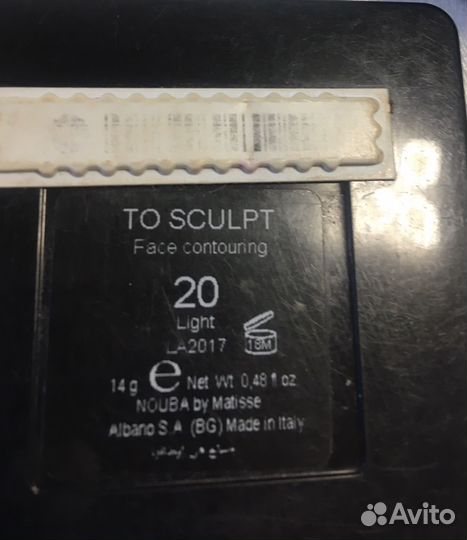 TO SCULPT
Face contouring
20
Light
LA2017 18M
14 g e Net Wt 0,48 fl oz
NOUBA by Matisse
Albano S.A. (BG) Made in Italy
Avito